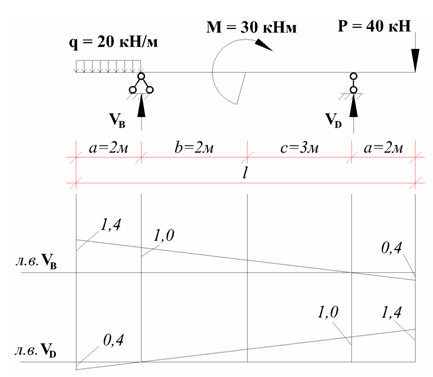 q = 20 кН/м M = 30 кНм P = 40 кН
V_B V_D
a=2м b=2м c=3м a=2м
l
1,4 1,0 0,4
л.в. V_B
0,4 1,0 1,4
л.в. V_D